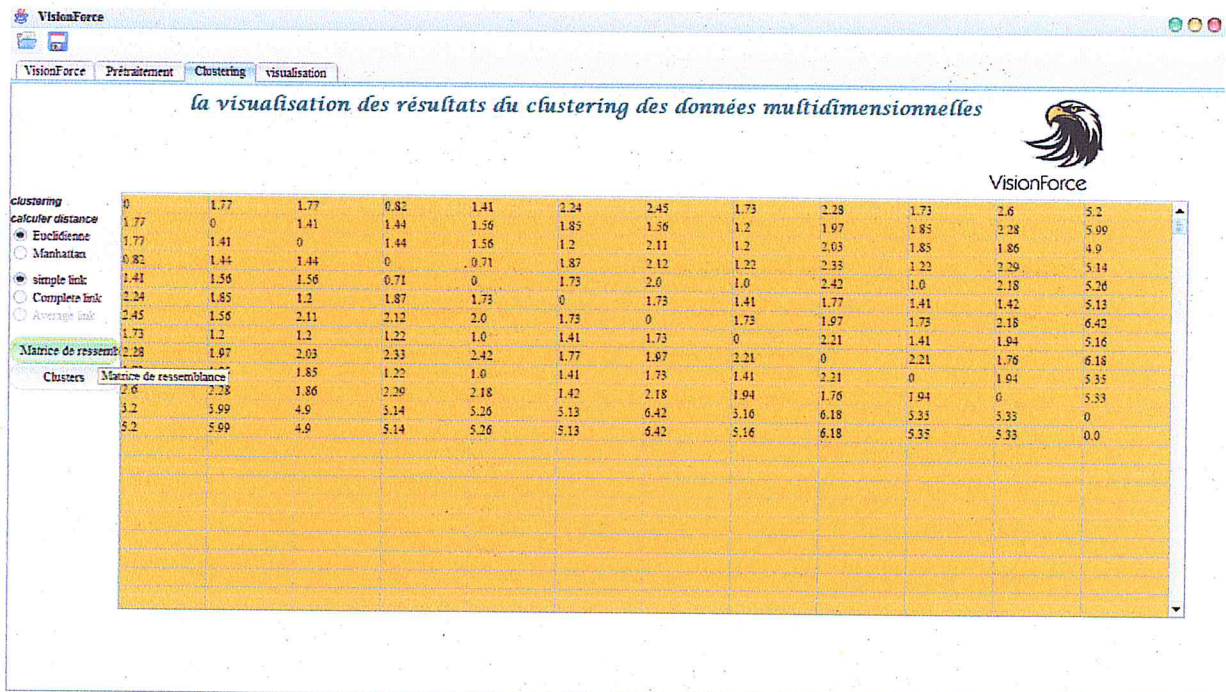 VisionForce
VisionForce Prétraitement Clustering visualisation
la visualisation des résultats du clustering des données multidimensionnelles
VisionForce
clustering
calculer distance
Euclidienne
Manhattan
simple link
Complete link
Average link
Matrice de ressemb
Clusters
Matrice de ressemblance
0 1.77 1.77 0.82 1.41 2.24 2.45 1.73 2.28 1.73 2.6 5.2
1.77 0 1.41 1.44 1.56 1.85 1.56 1.2 1.97 1.85 2.28 5.99
1.77 1.41 0 1.44 1.56 1.2 2.11 1.2 2.03 1.85 1.86 4.9
0.82 1.44 1.44 0 0.71 1.87 2.12 1.22 2.33 1.22 2.29 5.14
1.41 1.56 1.56 0.71 0 1.73 2.0 1.0 2.42 1.0 2.18 5.26
2.24 1.85 1.2 1.87 1.73 0 1.73 1.41 1.77 1.41 1.42 5.13
2.45 1.56 2.11 2.12 2.0 1.73 0 1.73 1.97 1.73 2.18 6.42
1.73 1.2 1.2 1.22 1.0 1.41 1.73 0 2.21 1.41 1.94 5.16
2.28 1.97 2.03 2.33 2.42 1.77 1.97 2.21 0 2.21 1.76 6.18
1.85 1.22 1.0 1.41 1.73 1.41 2.21 0 1.94 5.35
2.6 2.28 1.86 2.29 2.18 1.42 2.18 1.94 1.76 1.94 0 5.33
5.2 5.99 4.9 5.14 5.26 5.13 6.42 5.16 6.18 5.35 5.33 0
5.2 5.99 4.9 5.14 5.26 5.13 6.42 5.16 6.18 5.35 5.33 0.0